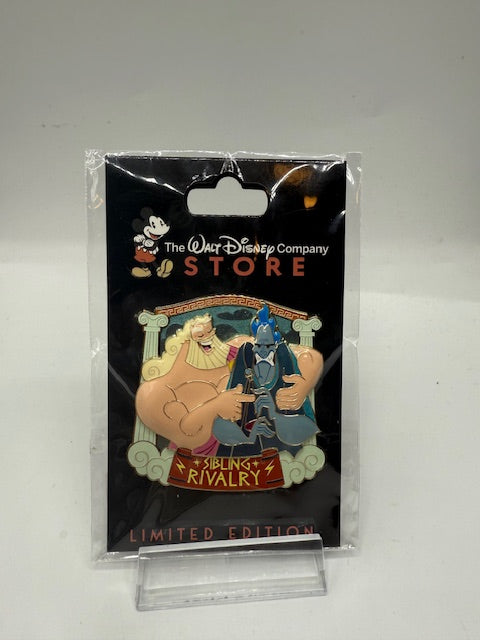 The Walt Disney Company
STORE
SIBLING
RIVALRY
LIMITED EDITION